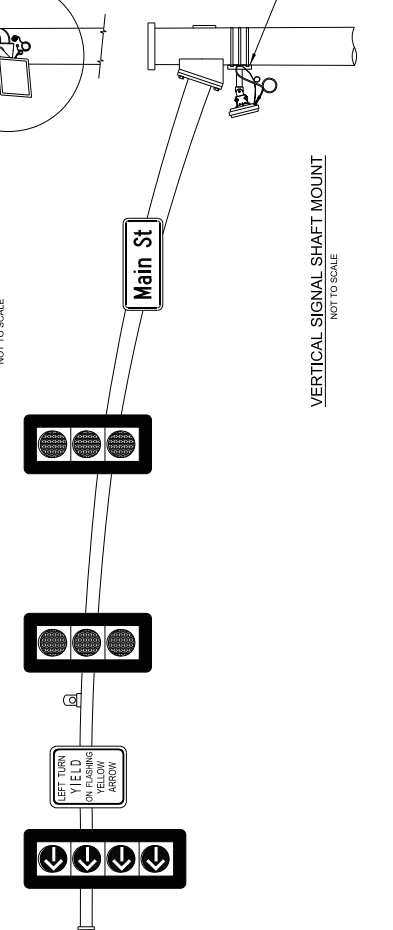 Main St
VERTICAL SIGNAL SHAFT MOUNT
NOT TO SCALE
NOT TO SCALE
LEFT TURN
YIELD
ON FLASHING
YELLOW
ARROW